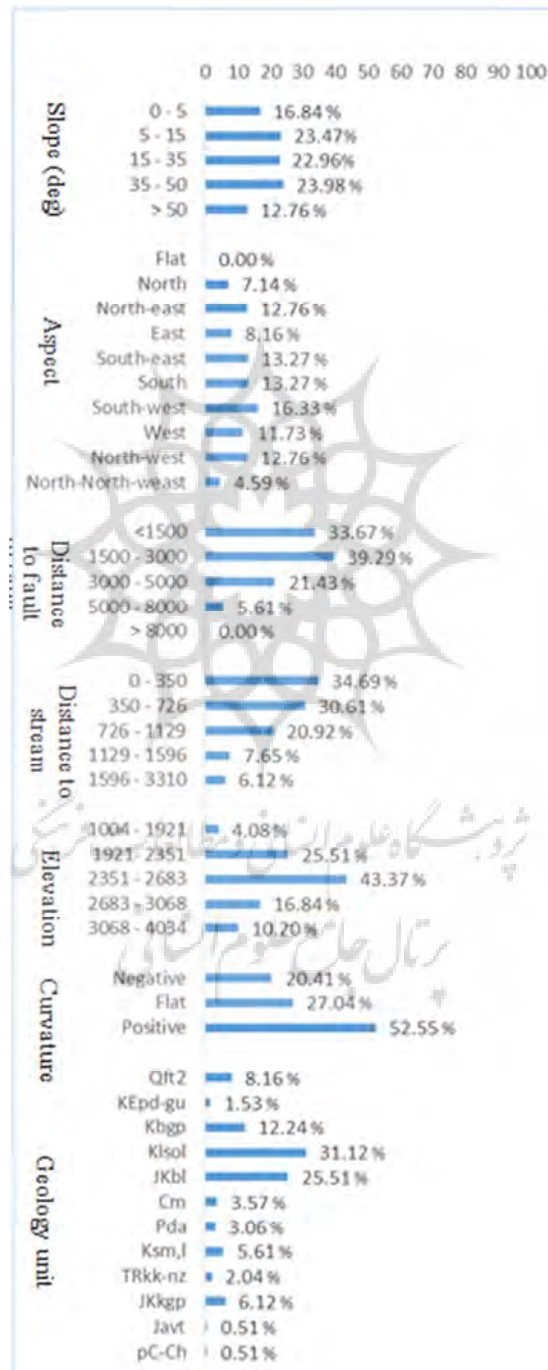 0 10 20 30 40 50 60 70 80 90 100
Slope (deg)
0 - 5 16.84 %
5 - 15 23.47 %
15 - 35 22.96%
35 - 50 23.98 %
> 50 12.76 %
Aspect
Flat 0.00 %
North 7.14 %
North-east 12.76 %
East 8.16 %
South-east 13.27 %
South 13.27 %
South-west 16.33 %
West 11.73 %
North-west 12.76 %
North-North-weast 4.59 %
Distance to fault
<1500 33.67 %
1500 - 3000 39.29 %
3000 - 5000 21.43 %
5000 - 8000 5.61 %
> 8000 0.00 %
Distance to stream
0 - 350 34.69 %
350 - 726 30.61 %
726 - 1129 20.92 %
1129 - 1596 7.65 %
1596 - 3310 6.12 %
Elevation
1004 - 1921 4.08 %
1921 - 2351 25.51 %
2351 - 2683 43.37 %
2683 - 3068 16.84 %
3068 - 4034 10.20 %
پژوهشگاه علوم انسانی و مطالعات فرهنگی
پرتال جامع علوم انسانی
Curvature
Negative 20.41 %
Flat 27.04 %
Positive 52.55 %
Geology unit
Qft2 8.16 %
KEpd-gu 1.53 %
Kbgp 12.24 %
Klsol 31.12 %
JKbl 25.51 %
Cm 3.57 %
Pda 3.06 %
Ksm,l 5.61 %
TRkk-nz 2.04 %
JKkgp 6.12 %
Javt 0.51 %
pC-Ch 0.51 %